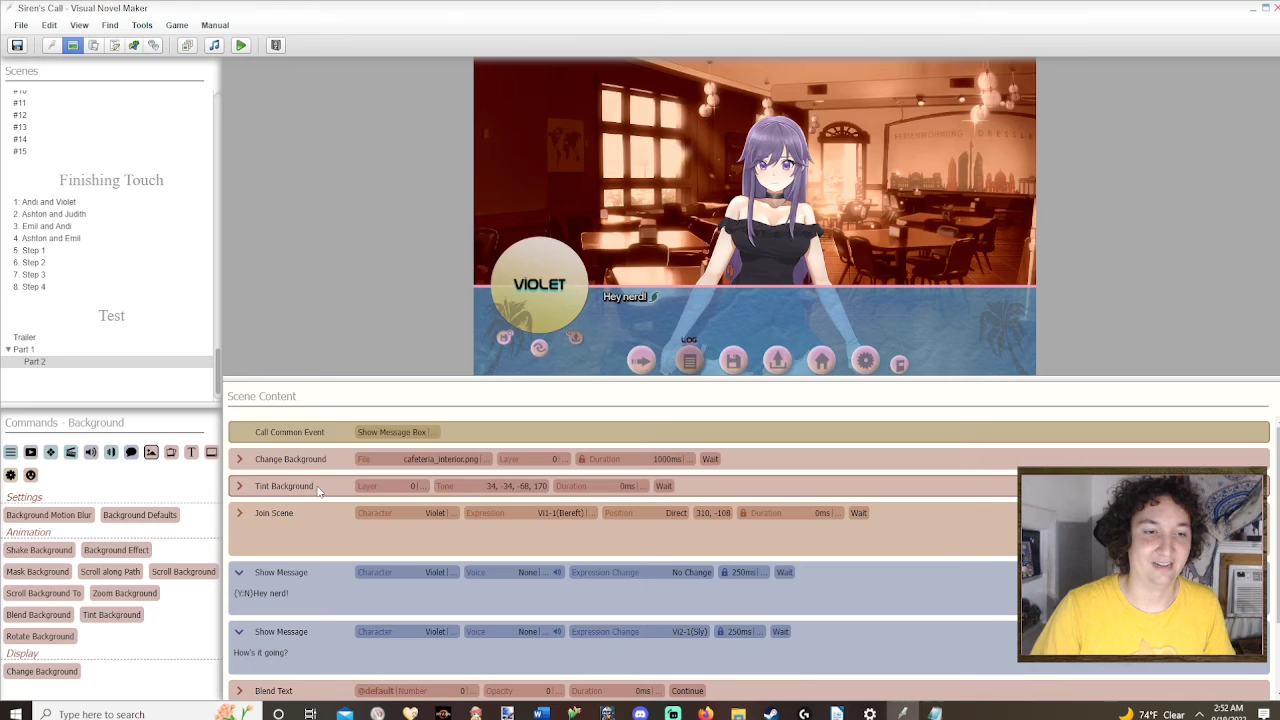 Siren's Call - Visual Novel Maker
File Edit View Find Tools Game Manual
Scenes
#10
#11
#12
#13
#14
#15
Finishing Touch
1: Andi and Violet
2. Ashton and Judith
3. Emil and Andi
4. Ashton and Emil
5. Step 1
6. Step 2
7. Step 3
8. Step 4
Test
Trailer
Part 1
Part 2
FERIENWOHNUNG DRESSLA
VIOLET
Hey nerd!
LOG
Commands - Background
Settings
Background Motion Blur Background Defaults
Animation
Shake Background Background Effect
Mask Background Scroll along Path Scroll Background
Scroll Background To Zoom Background
Blend Background Tint Background
Rotate Background
Display
Change Background
Scene Content
Call Common Event Show Message Box ...
Change Background File cafeteria_interior.png ... Layer 0 ... Duration 1000ms ... Wait
Tint Background Layer 0 ... Tone 34, -34, -68, 170 Duration 0ms ... Wait
Join Scene Character Violet ... Expression Vi1-1(Bereft) ... Position Direct 310, -108 Duration 0ms ... Wait
Show Message Character Violet ... Voice None ... Expression Change No Change 250ms ... Wait
{Y:N}Hey nerd!
Show Message Character Violet ... Voice None ... Expression Change Vi2-1(Sly) 250ms ... Wait
How's it going?
Blend Text @default Number 0 ... Opacity 0 ... Duration 0ms ... Continue
Type here to search
74°F Clear
2:52 AM